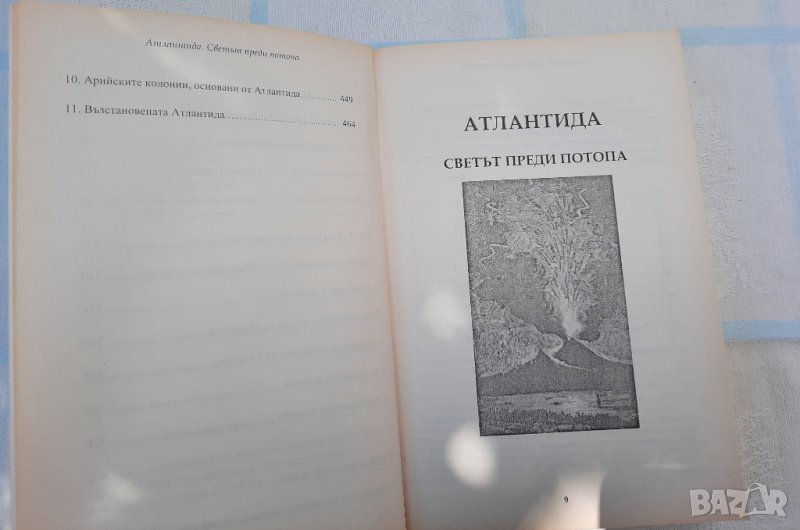 Атлантида. Светът преди потопа
10. Арийските колонии, основани от Атлантида............... 449
11. Възстановената Атлантида............................ 464
АТЛАНТИДА
СВЕТЪТ ПРЕДИ ПОТОПА
9
BAZAR